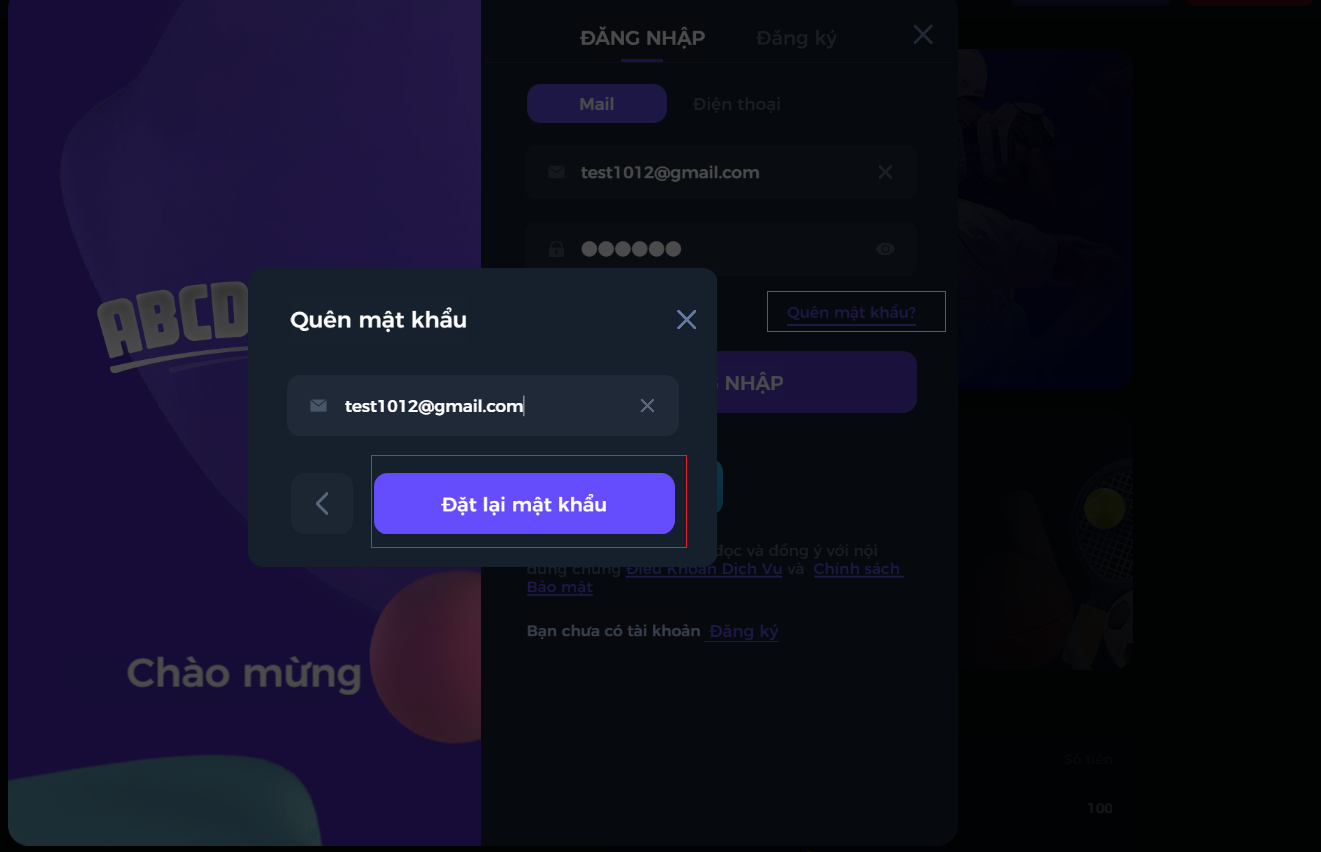 ĐĂNG NHẬP Đăng ký
Mail Điện thoại
test1012@gmail.com
Quên mật khẩu?
NHẬP
ABCD
Quên mật khẩu
test1012@gmail.com
Đặt lại mật khẩu
đọc và đồng ý với nội
dung chung Điều Khoản Dịch Vụ và Chính sách
Bảo mật
Bạn chưa có tài khoản Đăng ký
Chào mừng
Số tiền
100